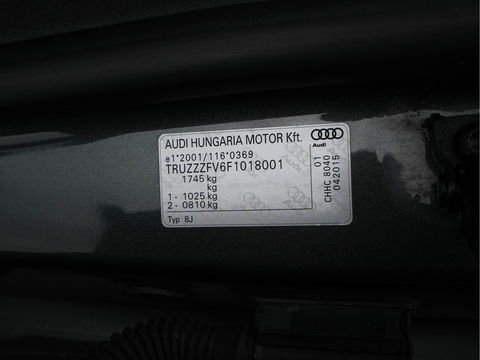 AUDI HUNGARIA MOTOR Kft.
Audi
e1*2001/116*0369
TRUZZZFV6F1018001
1745 kg
kg
1 - 1025 kg
2 - 0810 kg
Typ 8J
01
CHHC 8040
042015